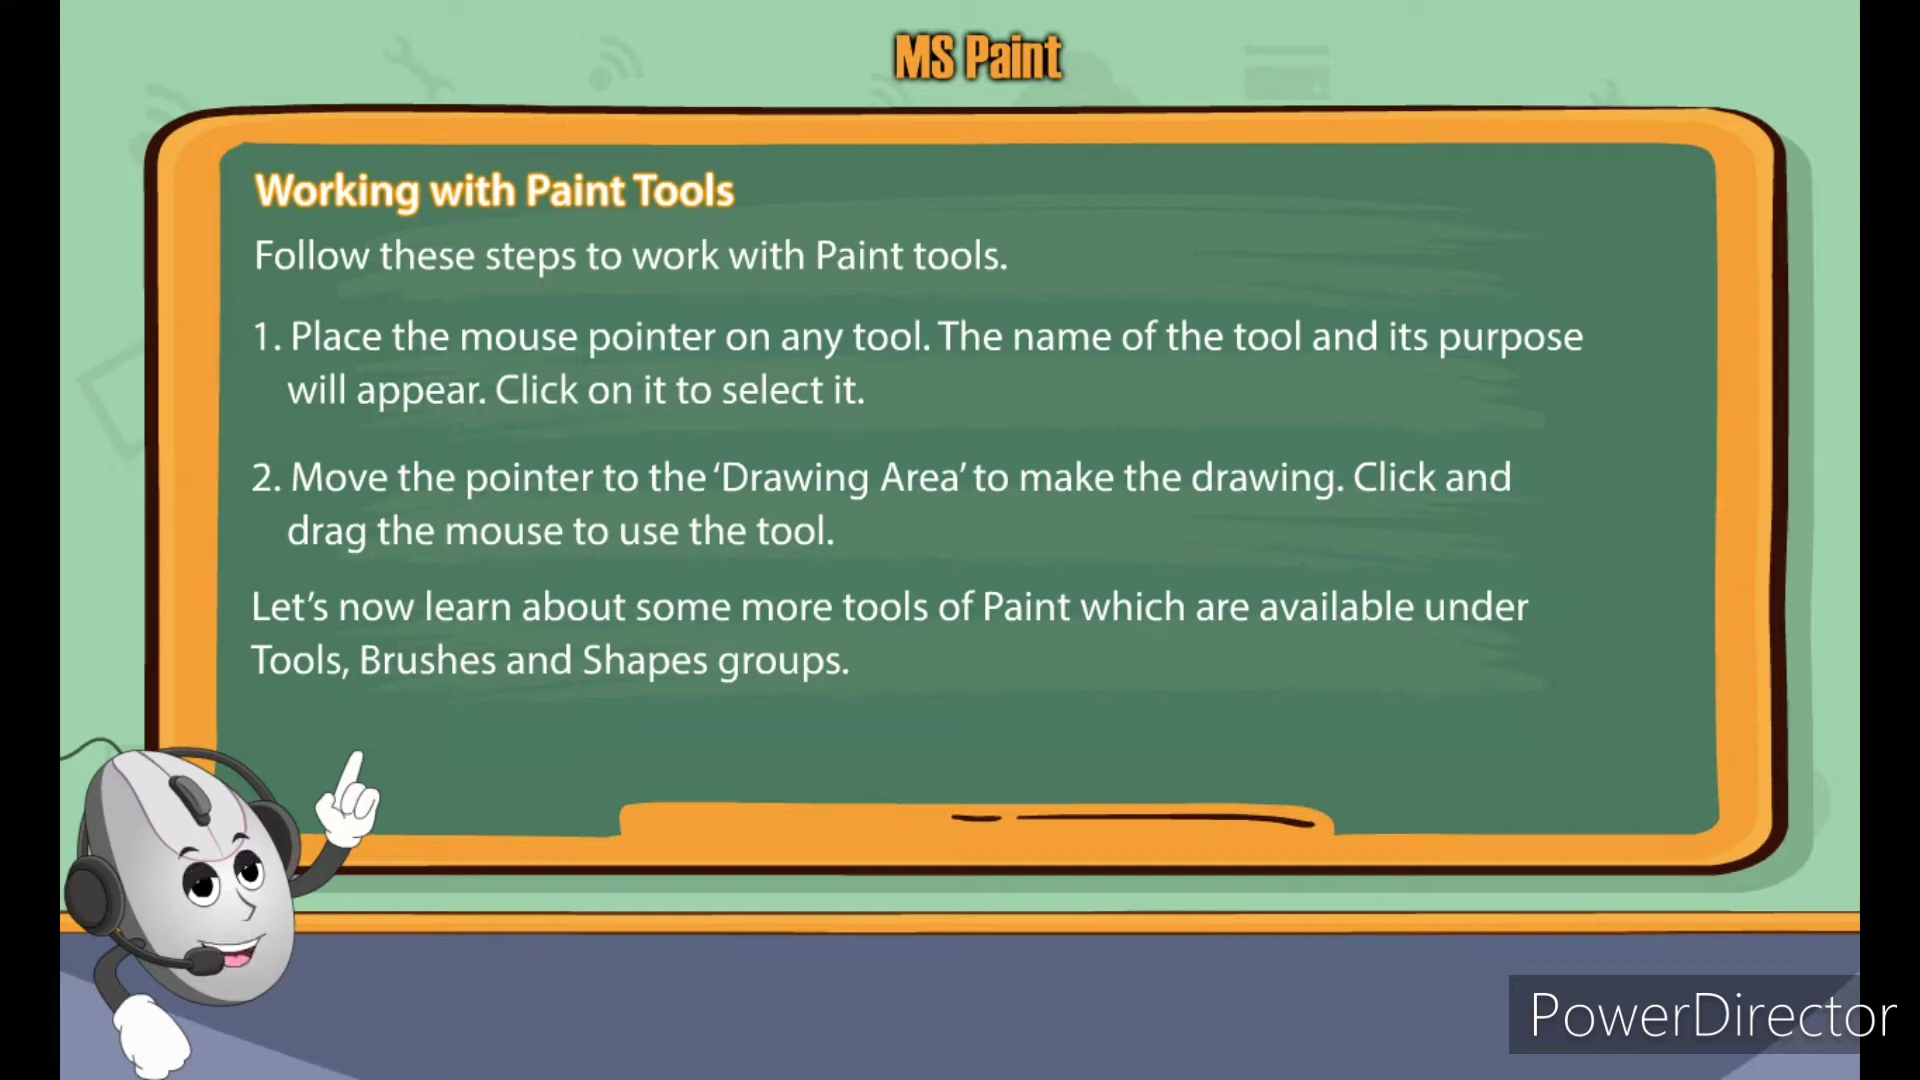 MS Paint
Working with Paint Tools
Follow these steps to work with Paint tools.
1. Place the mouse pointer on any tool. The name of the tool and its purpose
will appear. Click on it to select it.
2. Move the pointer to the ‘Drawing Area’ to make the drawing. Click and
drag the mouse to use the tool.
Let’s now learn about some more tools of Paint which are available under
Tools, Brushes and Shapes groups.
PowerDirector